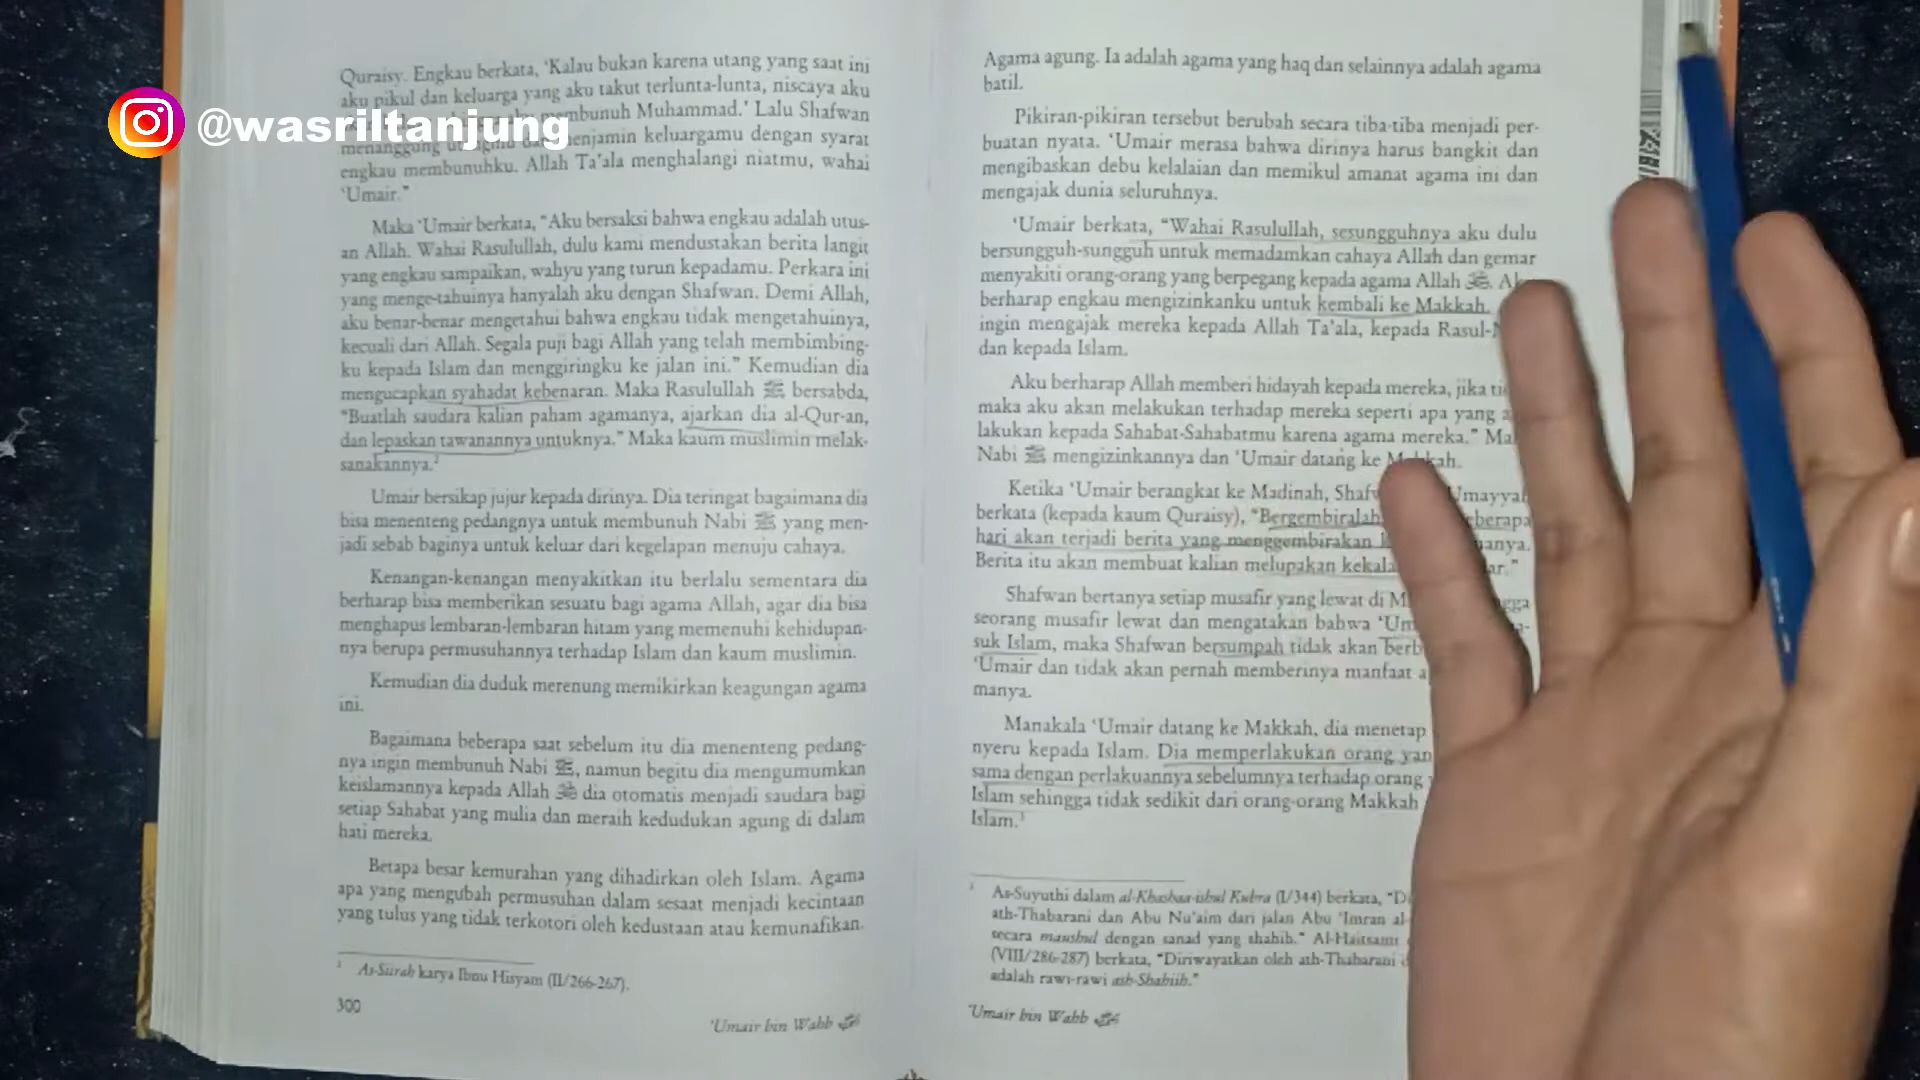 Quraisy. Engkau berkata, 'Kalau bukan karena utang yang saat ini
aku pikul dan keluarga yang aku takut terlunta-lunta, niscaya aku
membunuh Muhammad.' Lalu Shafwan
@wasriltanjung
menanggung menjamin keluargamu dengan syarat
engkau membunuhku. Allah Ta'ala menghalangi niatmu, wahai
'Umair."
Maka 'Umair berkata, "Aku bersaksi bahwa engkau adalah utus-
an Allah. Wahai Rasulullah, dulu kami mendustakan berita langit
yang engkau sampaikan, wahyu yang turun kepadamu. Perkara ini
yang menge-tahuinya hanyalah aku dengan Shafwan. Demi Allah,
aku benar-benar mengetahui bahwa engkau tidak mengetahuinya,
kecuali dari Allah. Segala puji bagi Allah yang telah membimbing-
ku kepada Islam dan menggiringku ke jalan ini." Kemudian dia
mengucapkan syahadat kebenaran. Maka Rasulullah ﷺ bersabda,
"Buatlah saudara kalian paham agamanya, ajarkan dia al-Qur-an,
dan lepaskan tawanannya untuknya." Maka kaum muslimin melak-
sanakannya.²
Umair bersikap jujur kepada dirinya. Dia teringat bagaimana dia
bisa menenteng pedangnya untuk membunuh Nabi ﷺ yang men-
jadi sebab baginya untuk keluar dari kegelapan menuju cahaya.
Kenangan-kenangan menyakitkan itu berlalu sementara dia
berharap bisa memberikan sesuatu bagi agama Allah, agar dia bisa
menghapus lembaran-lembaran hitam yang memenuhi kehidupan-
nya berupa permusuhannya terhadap Islam dan kaum muslimin.
Kemudian dia duduk merenung memikirkan keagungan agama
ini.
Bagaimana beberapa saat sebelum itu dia menenteng pedang-
nya ingin membunuh Nabi ﷺ, namun begitu dia mengumumkan
keislamannya kepada Allah dia otomatis menjadi saudara bagi
setiap Sahabat yang mulia dan meraih kedudukan agung di dalam
hati mereka.
Betapa besar kemurahan yang dihadirkan oleh Islam. Agama
apa yang mengubah permusuhan dalam sesaat menjadi kecintaan
yang tulus yang tidak terkotori oleh kedustaan atau kemunafikan.
² As-Siirah karya Ibnu Hisyam (II/266-267).
300
'Umair bin Wahb
Agama agung. Ia adalah agama yang haq dan selainnya adalah agama
batil.
Pikiran-pikiran tersebut berubah secara tiba-tiba menjadi per-
buatan nyata. 'Umair merasa bahwa dirinya harus bangkit dan
mengibaskan debu kelalaian dan memikul amanat agama ini dan
mengajak dunia seluruhnya.
'Umair berkata, "Wahai Rasulullah, sesungguhnya aku dulu
bersungguh-sungguh untuk memadamkan cahaya Allah dan gemar
menyakiti orang-orang yang berpegang kepada agama Allah
berharap engkau mengizinkanku untuk kembali ke Makkah.
ingin mengajak mereka kepada Allah Ta'ala, kepada
dan kepada Islam.
Aku berharap Allah memberi hidayah kepada mereka, jika
maka aku akan melakukan terhadap mereka seperti apa yang
lakukan kepada Sahabat-Sahabatmu karena agama mereka."
Nabi ﷺ mengizinkannya dan 'Umair datang ke Makkah.
Ketika 'Umair berangkat ke Madinah, Umayyah
berkata (kepada kaum Quraisy), "Bergembiralah
hari akan terjadi berita yang menggembirakan
Berita itu akan membuat kalian melupakan
Shafwan bertanya setiap musafir yang lewat di
seorang musafir lewat dan mengatakan bahwa
suk Islam, maka Shafwan bersumpah tidak akan
'Umair dan tidak akan pernah memberinya manfaat
manya.
Manakala 'Umair datang ke Makkah, dia menetap
nyeru kepada Islam. Dia memperlakukan orang
sama dengan perlakuannya sebelumnya terhadap orang
Islam sehingga tidak sedikit dari orang-orang Makkah
Islam.³
³ As-Suyuthi dalam al-Khashaa-ishul Kubra (I/344) berkata,
ath-Thabarani dan Abu Nu'aim dari jalan Abu 'Imran
secara maushul dengan sanad yang shahih." Al-Haitsami
(VIII/286-287) berkata, "Diriwayatkan oleh ath-Thabarani
adalah rawi-rawi ash-Shahiih."
'Umair bin Wahb